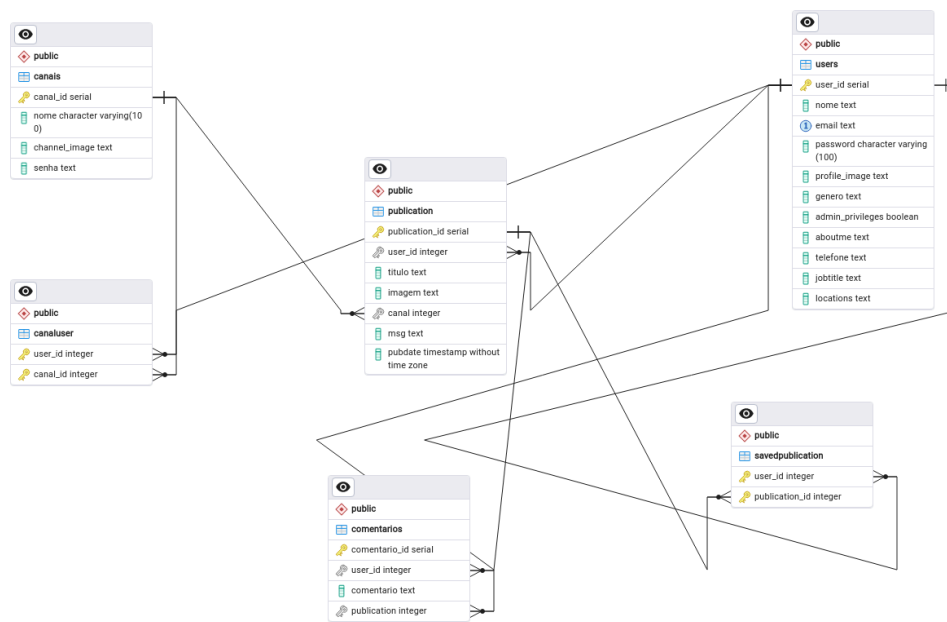 public
canais
canal_id serial
nome character varying(10
0)
channel_image text
senha text
public
canaluser
user_id integer
canal_id integer
public
publication
publication_id serial
user_id integer
titulo text
imagem text
canal integer
msg text
pubdate timestamp without
time zone
public
comentarios
comentario_id serial
user_id integer
comentario text
publication integer
public
users
user_id serial
nome text
1
email text
password character varying
(100)
profile_image text
genero text
admin_privileges boolean
aboutme text
telefone text
jobtitle text
locations text
public
savedpublication
user_id integer
publication_id integer